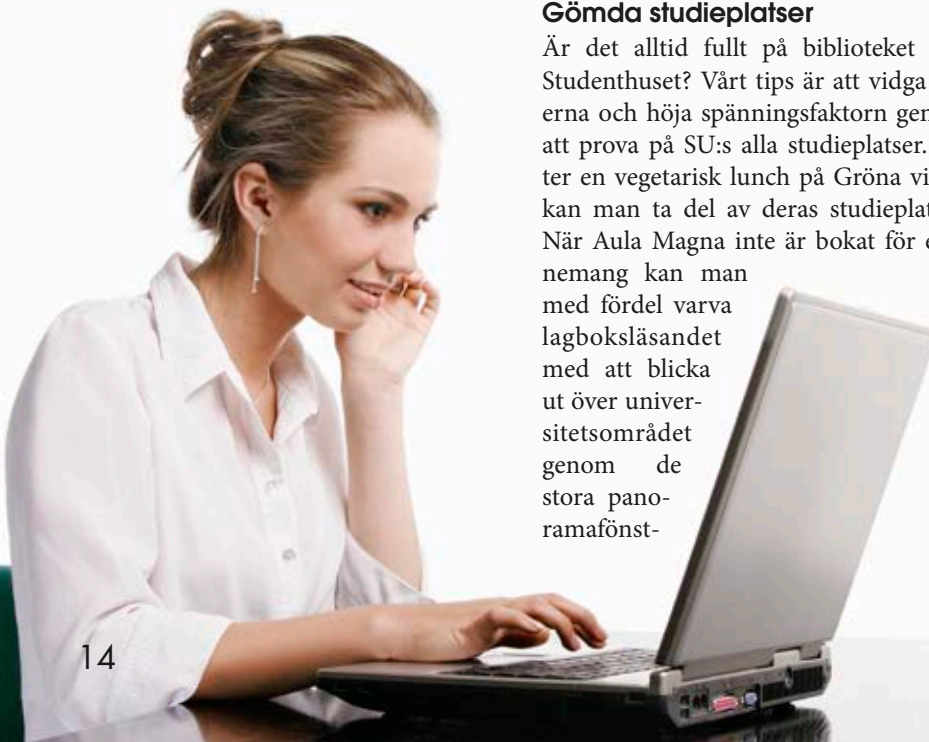 Gömda studieplatser
Är det alltid fullt på biblioteket
Studenthuset? Vårt tips är att vidga
erna och höja spänningsfaktorn gen
att prova på SU:s alla studieplatser.
ter en vegetarisk lunch på Gröna vi
kan man ta del av deras studieplat
När Aula Magna inte är bokat för e
nemang kan man
med fördel varva
lagboksläsandet
med att blicka
ut över univer-
sitetsområdet
genom de
stora pano-
ramafönst-
14